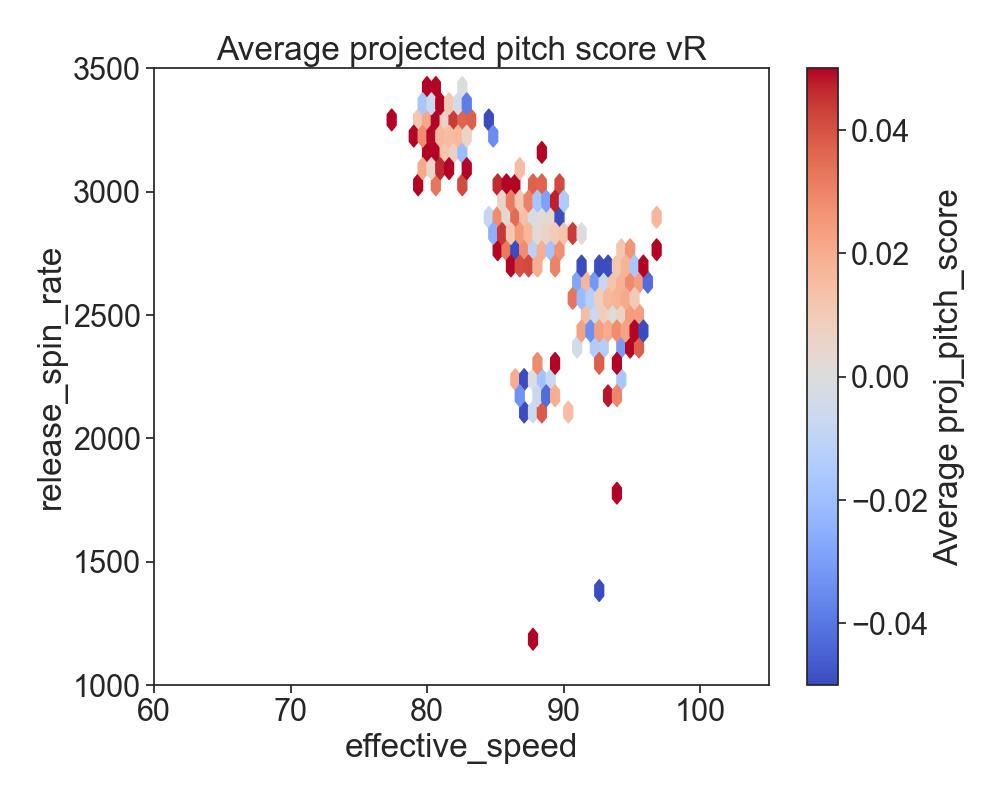 Average projected pitch score vR
3500
3000
2500
2000
1500
1000
release_spin_rate
60 70 80 90 100
effective_speed
0.04
0.02
0.00
−0.02
−0.04
Average proj_pitch_score